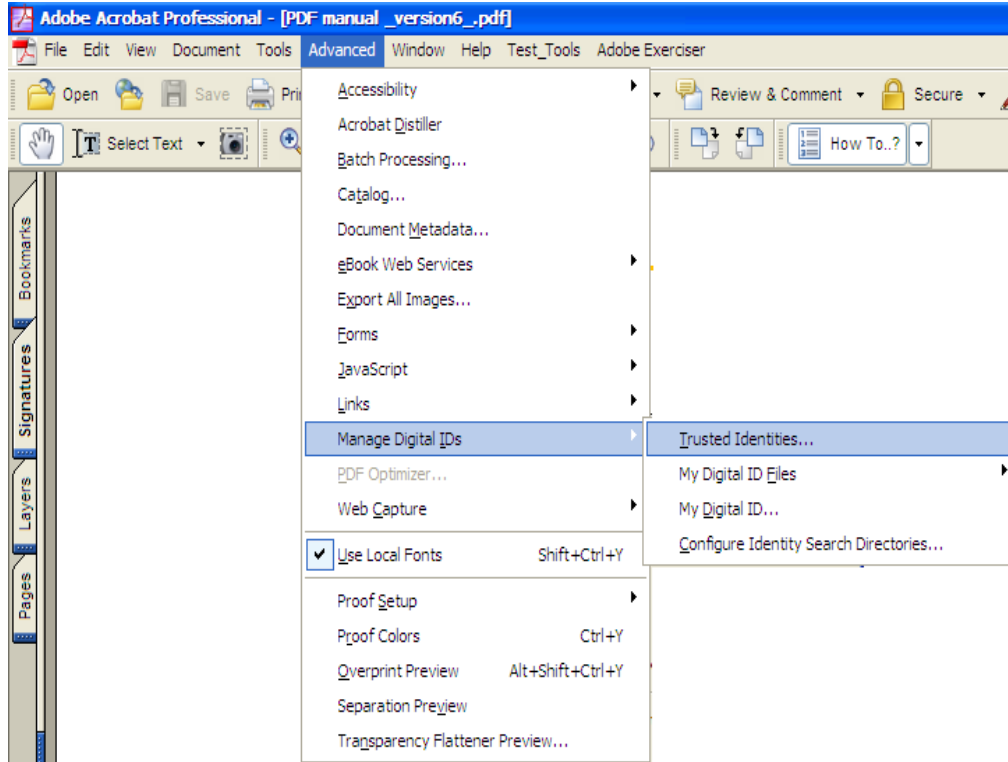 Adobe Acrobat Professional - [PDF manual _version6_.pdf]
File Edit View Document Tools Advanced Window Help Test_Tools Adobe Exerciser
Open Save Review & Comment Secure
Select Text How To..?
Accessibility
Acrobat Distiller
Batch Processing...
Catalog...
Document Metadata...
eBook Web Services
Export All Images...
Forms
JavaScript
Links
Manage Digital IDs
PDF Optimizer...
Web Capture
Use Local Fonts Shift+Ctrl+Y
Proof Setup
Proof Colors Ctrl+Y
Overprint Preview Alt+Shift+Ctrl+Y
Separation Preview
Transparency Flattener Preview...
Trusted Identities...
My Digital ID Files
My Digital ID...
Configure Identity Search Directories...
Bookmarks
Signatures
Layers
Pages